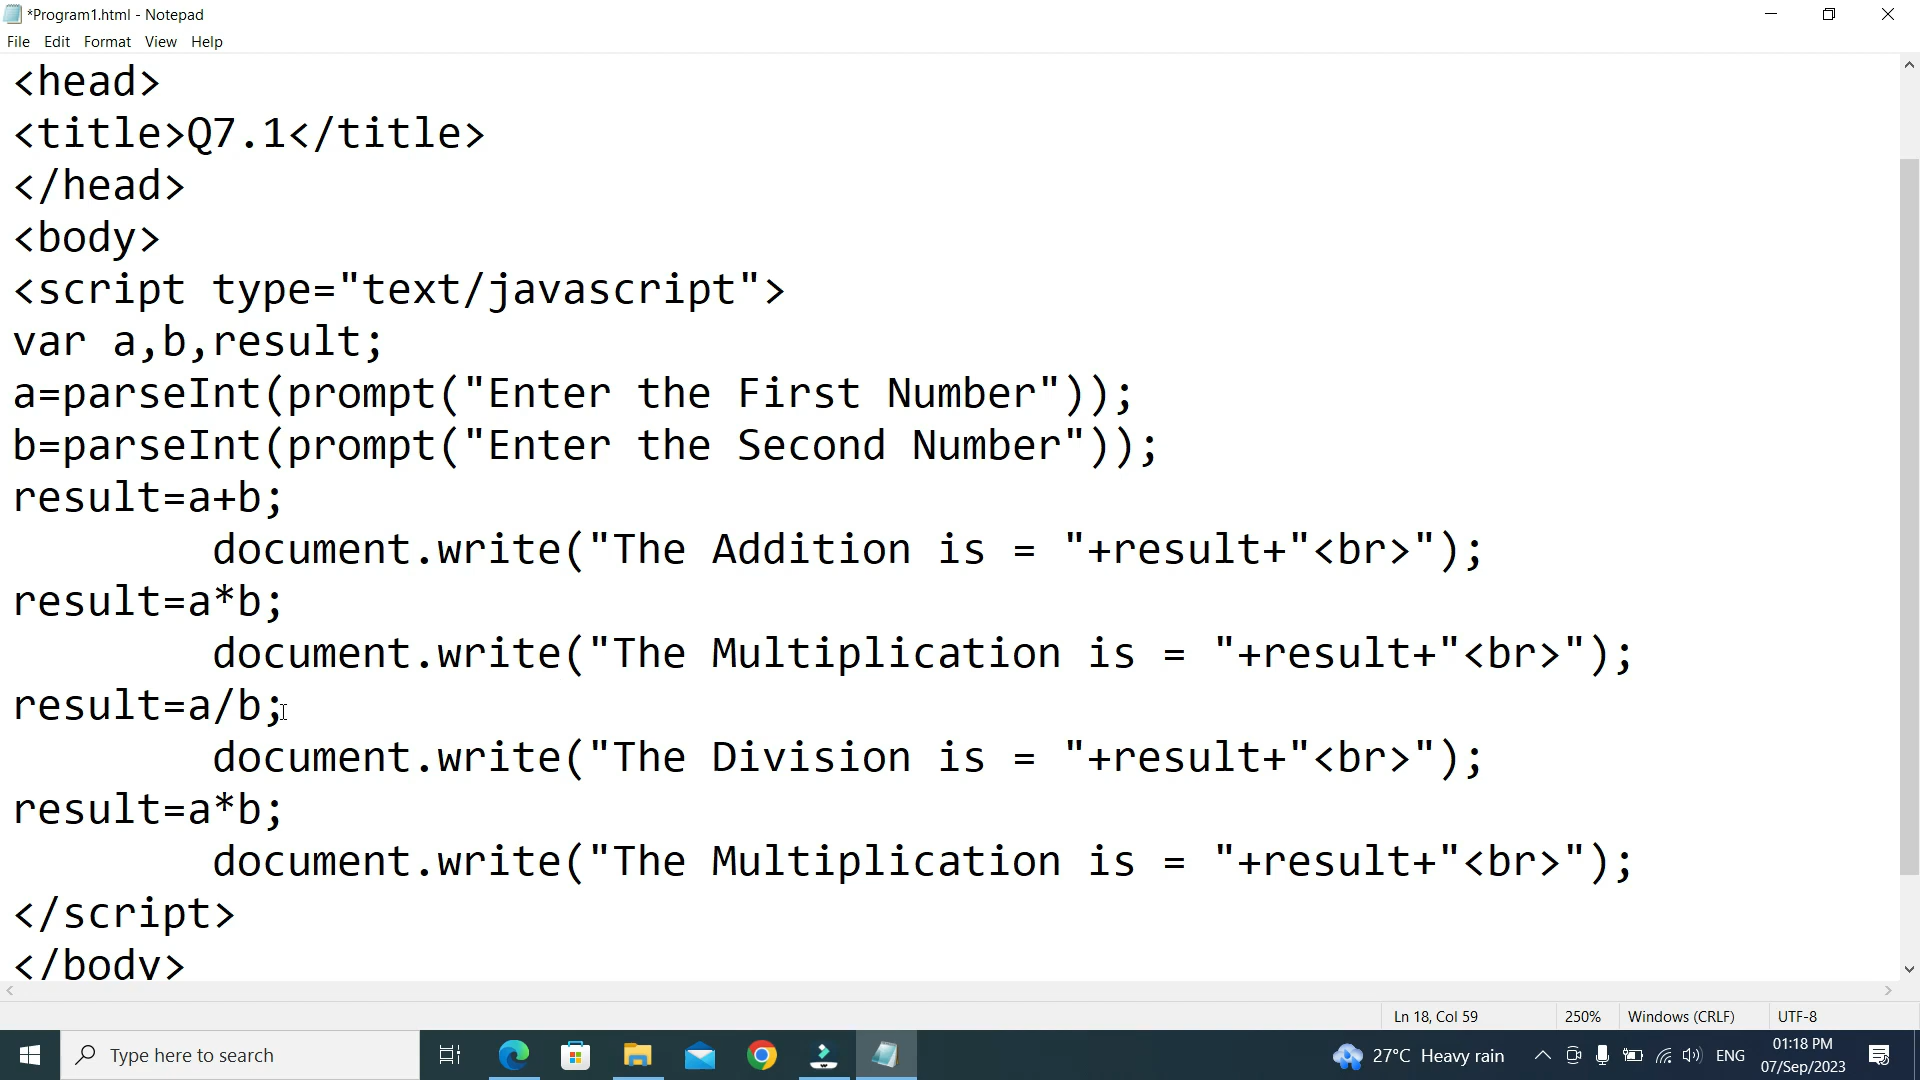 *Program1.html - Notepad
File Edit Format View Help
<head>
<title>Q7.1</title>
</head>
<body>
<script type="text/javascript">
var a,b,result;
a=parseInt(prompt("Enter the First Number"));
b=parseInt(prompt("Enter the Second Number"));
result=a+b;
document.write("The Addition is = "+result+"<br>");
result=a*b;
document.write("The Multiplication is = "+result+"<br>");
result=a/b;
document.write("The Division is = "+result+"<br>");
result=a*b;
document.write("The Multiplication is = "+result+"<br>");
</script>
</body>
Ln 18, Col 59 250% Windows (CRLF) UTF-8
Type here to search 27°C Heavy rain ENG 01:18 PM
07/Sep/2023